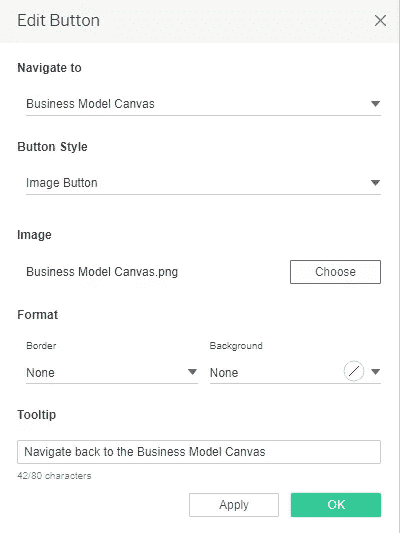 Edit Button
Navigate to
Business Model Canvas
Button Style
Image Button
Image
Business Model Canvas.png Choose
Format
Border Background
None None
Tooltip
Navigate back to the Business Model Canvas
42/80 characters
Apply OK